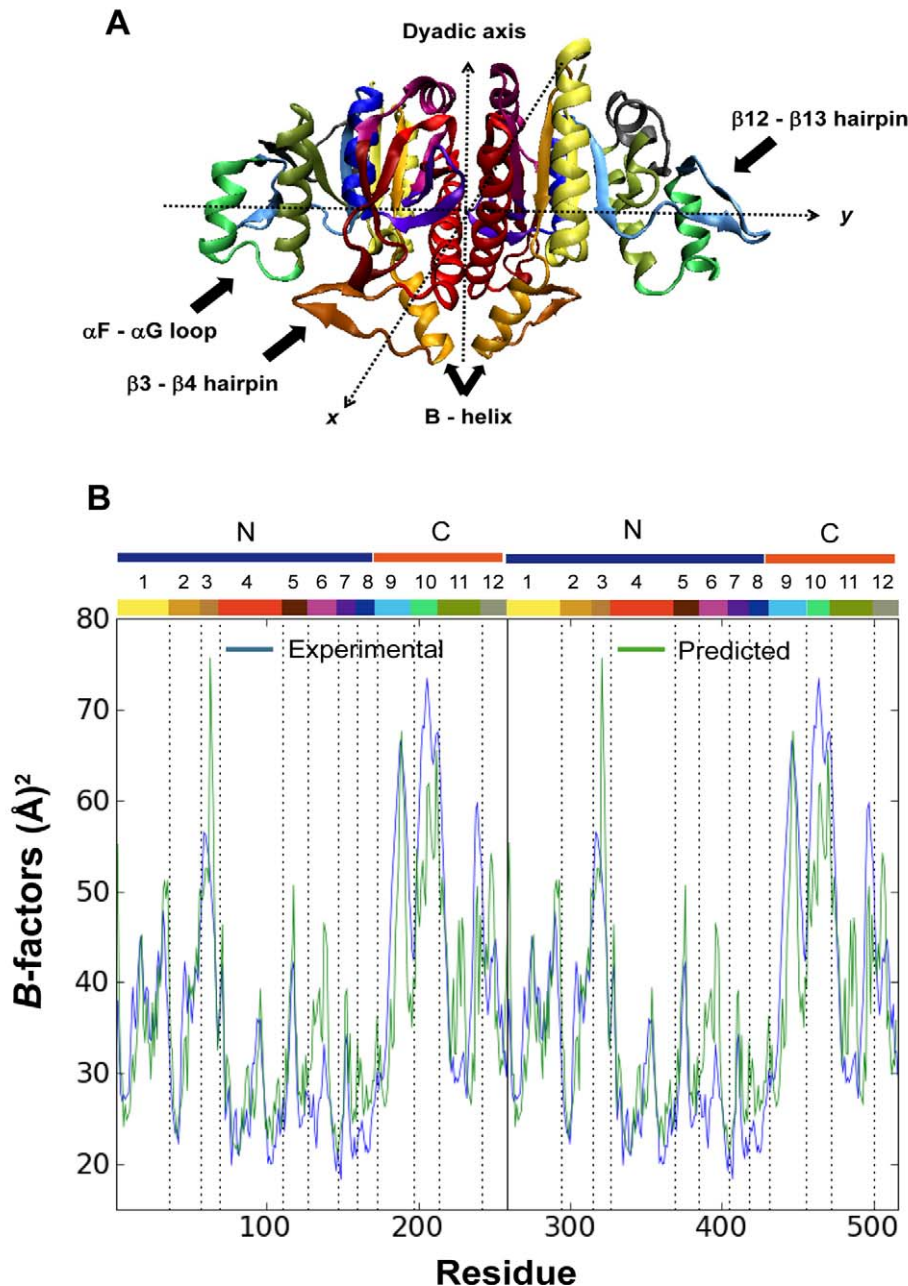 A
Dyadic axis
β12 - β13 hairpin
y
αF - αG loop
β3 - β4 hairpin
x
B - helix
B
N C N C
1 2 3 4 5 6 7 8 9 10 11 12 1 2 3 4 5 6 7 8 9 10 11 12
80
Experimental Predicted
70
60
50
40
30
20
B-factors (Å)²
100 200 300 400 500
Residue